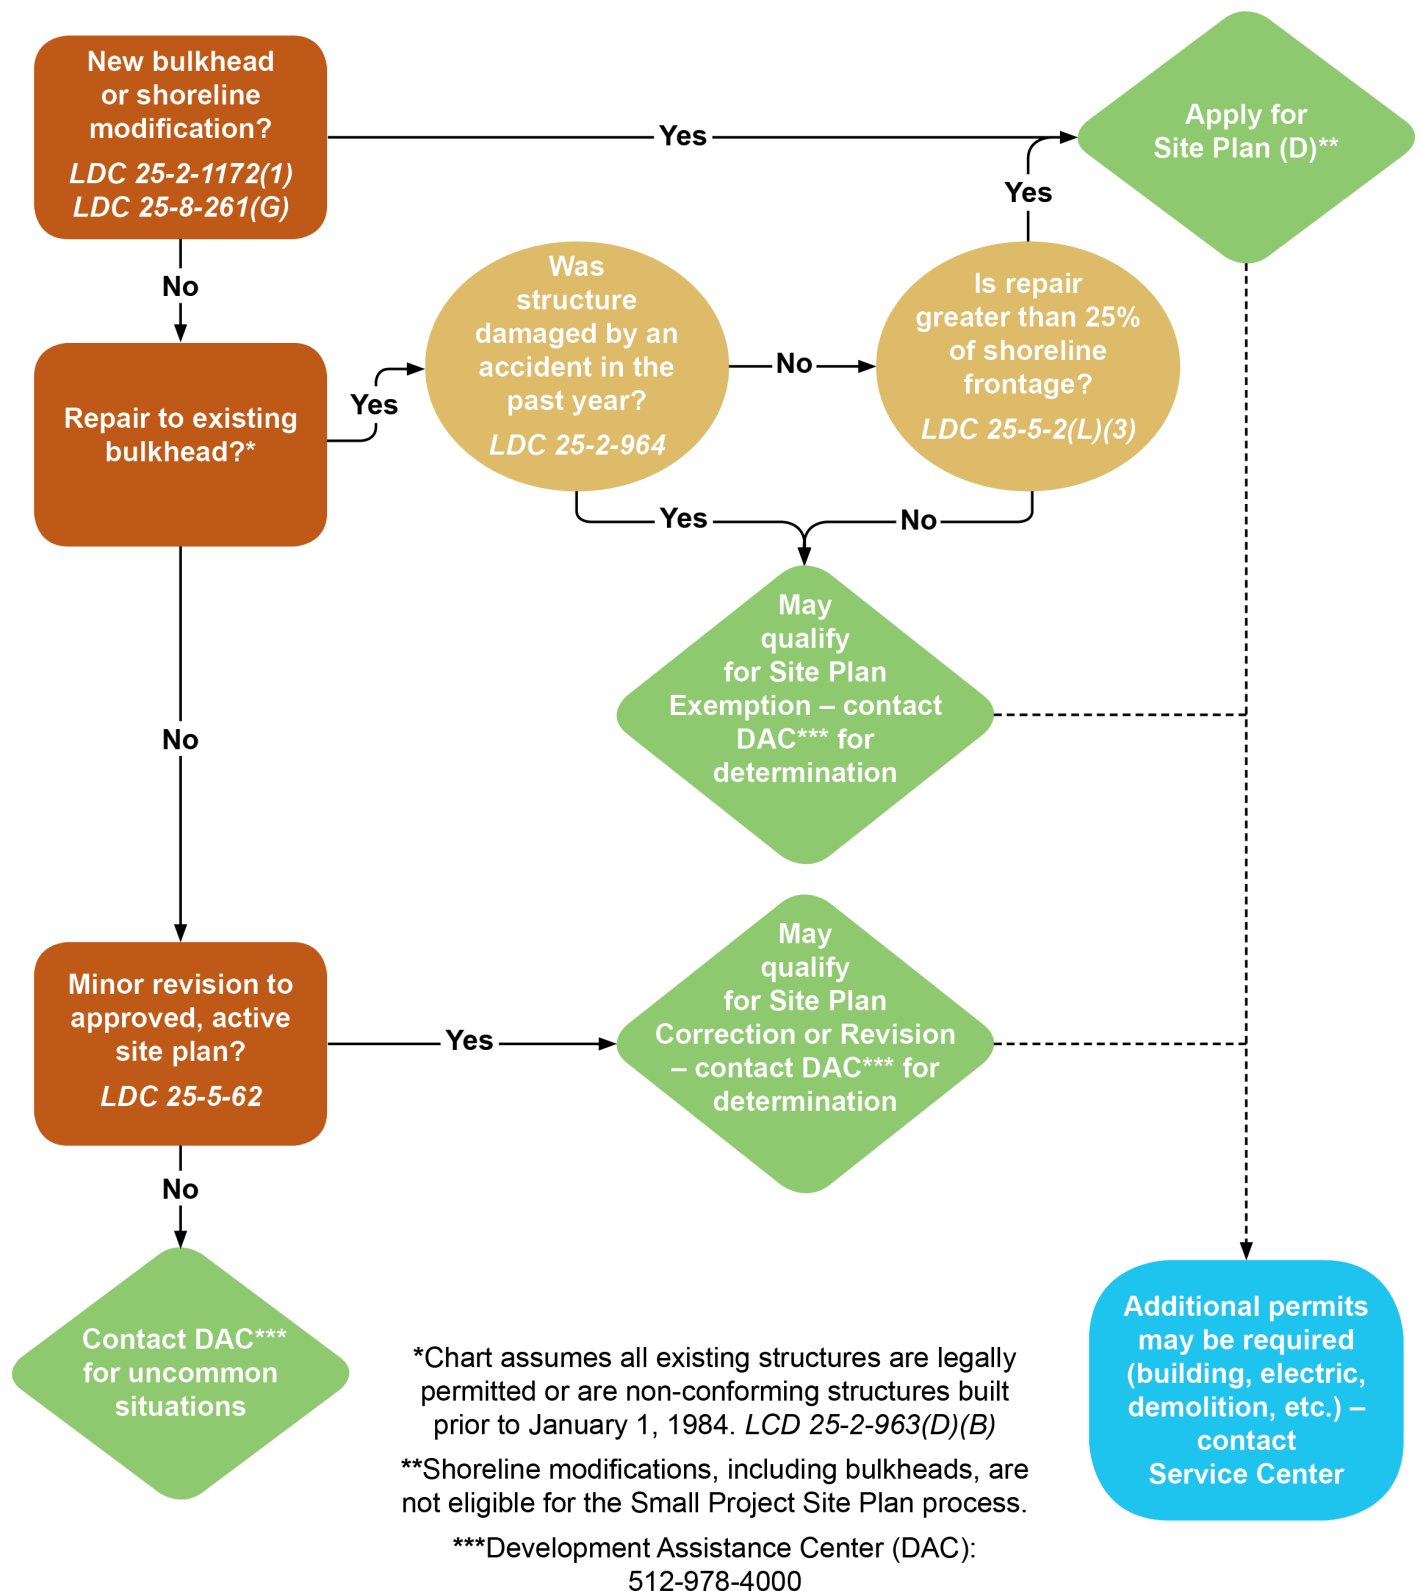 New bulkhead
or shoreline
modification?
LDC 25-2-1172(1)
LDC 25-8-261(G)
Yes
Apply for
Site Plan (D)**
No
Yes
Repair to existing
bulkhead?*
Yes
Was
structure
damaged by an
accident in the
past year?
LDC 25-2-964
No
Is repair
greater than 25%
of shoreline
frontage?
LDC 25-5-2(L)(3)
Yes
No
May
qualify
for Site Plan
Exemption – contact
DAC*** for
determination
No
Minor revision to
approved, active
site plan?
LDC 25-5-62
Yes
May
qualify
for Site Plan
Correction or Revision
– contact DAC*** for
determination
No
Contact DAC***
for uncommon
situations
Additional permits
may be required
(building, electric,
demolition, etc.) –
contact
Service Center
*Chart assumes all existing structures are legally
permitted or are non-conforming structures built
prior to January 1, 1984. LCD 25-2-963(D)(B)
**Shoreline modifications, including bulkheads, are
not eligible for the Small Project Site Plan process.
***Development Assistance Center (DAC):
512-978-4000